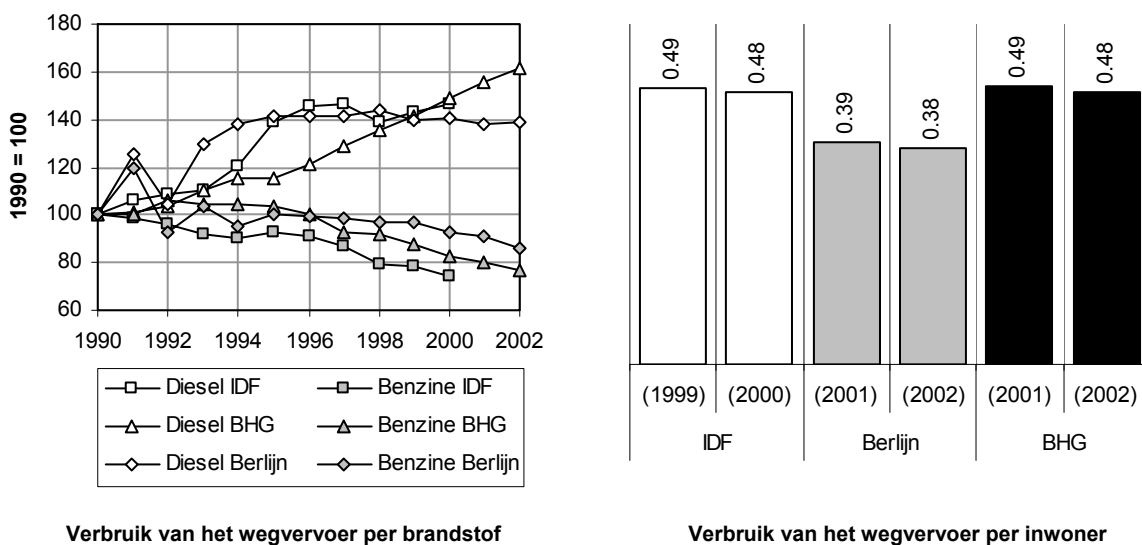 1990 = 100
180
160
140
120
100
80
60
1990 1992 1994 1996 1998 2000 2002
Diesel IDF Benzine IDF
Diesel BHG Benzine BHG
Diesel Berlijn Benzine Berlijn
Verbruik van het wegvervoer per brandstof
0.49 0.48 0.39 0.38 0.49 0.48
(1999) (2000) (2001) (2002) (2001) (2002)
IDF Berlijn BHG
Verbruik van het wegvervoer per inwoner